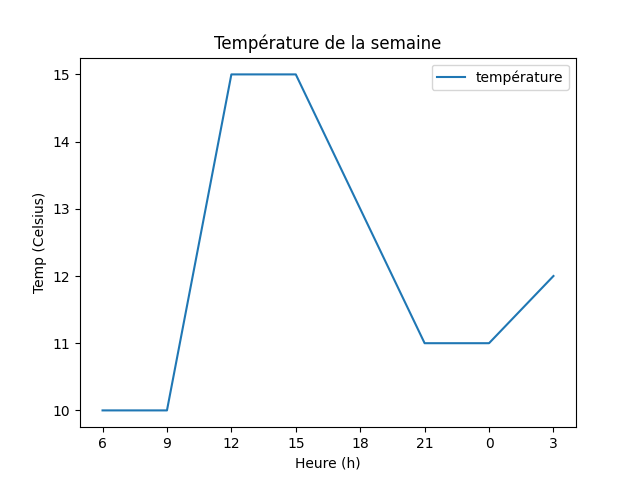 Température de la semaine
température
Temp (Celsius)
15
14
13
12
11
10
6 9 12 15 18 21 0 3
Heure (h)